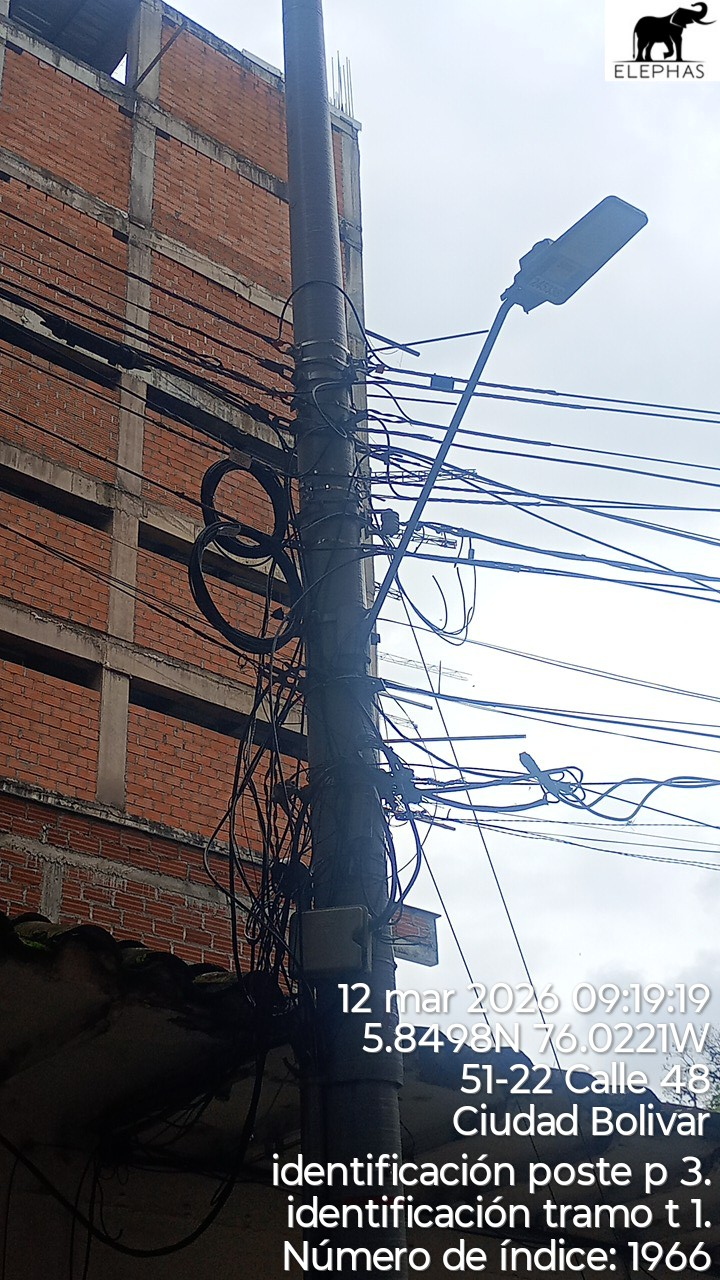 ELEPHAS
12 mar 2026 09:19:19
5.8498N 76.0221W
51-22 Calle 48
Ciudad Bolivar
identificación poste p 3.
identificación tramo t 1.
Número de índice: 1966